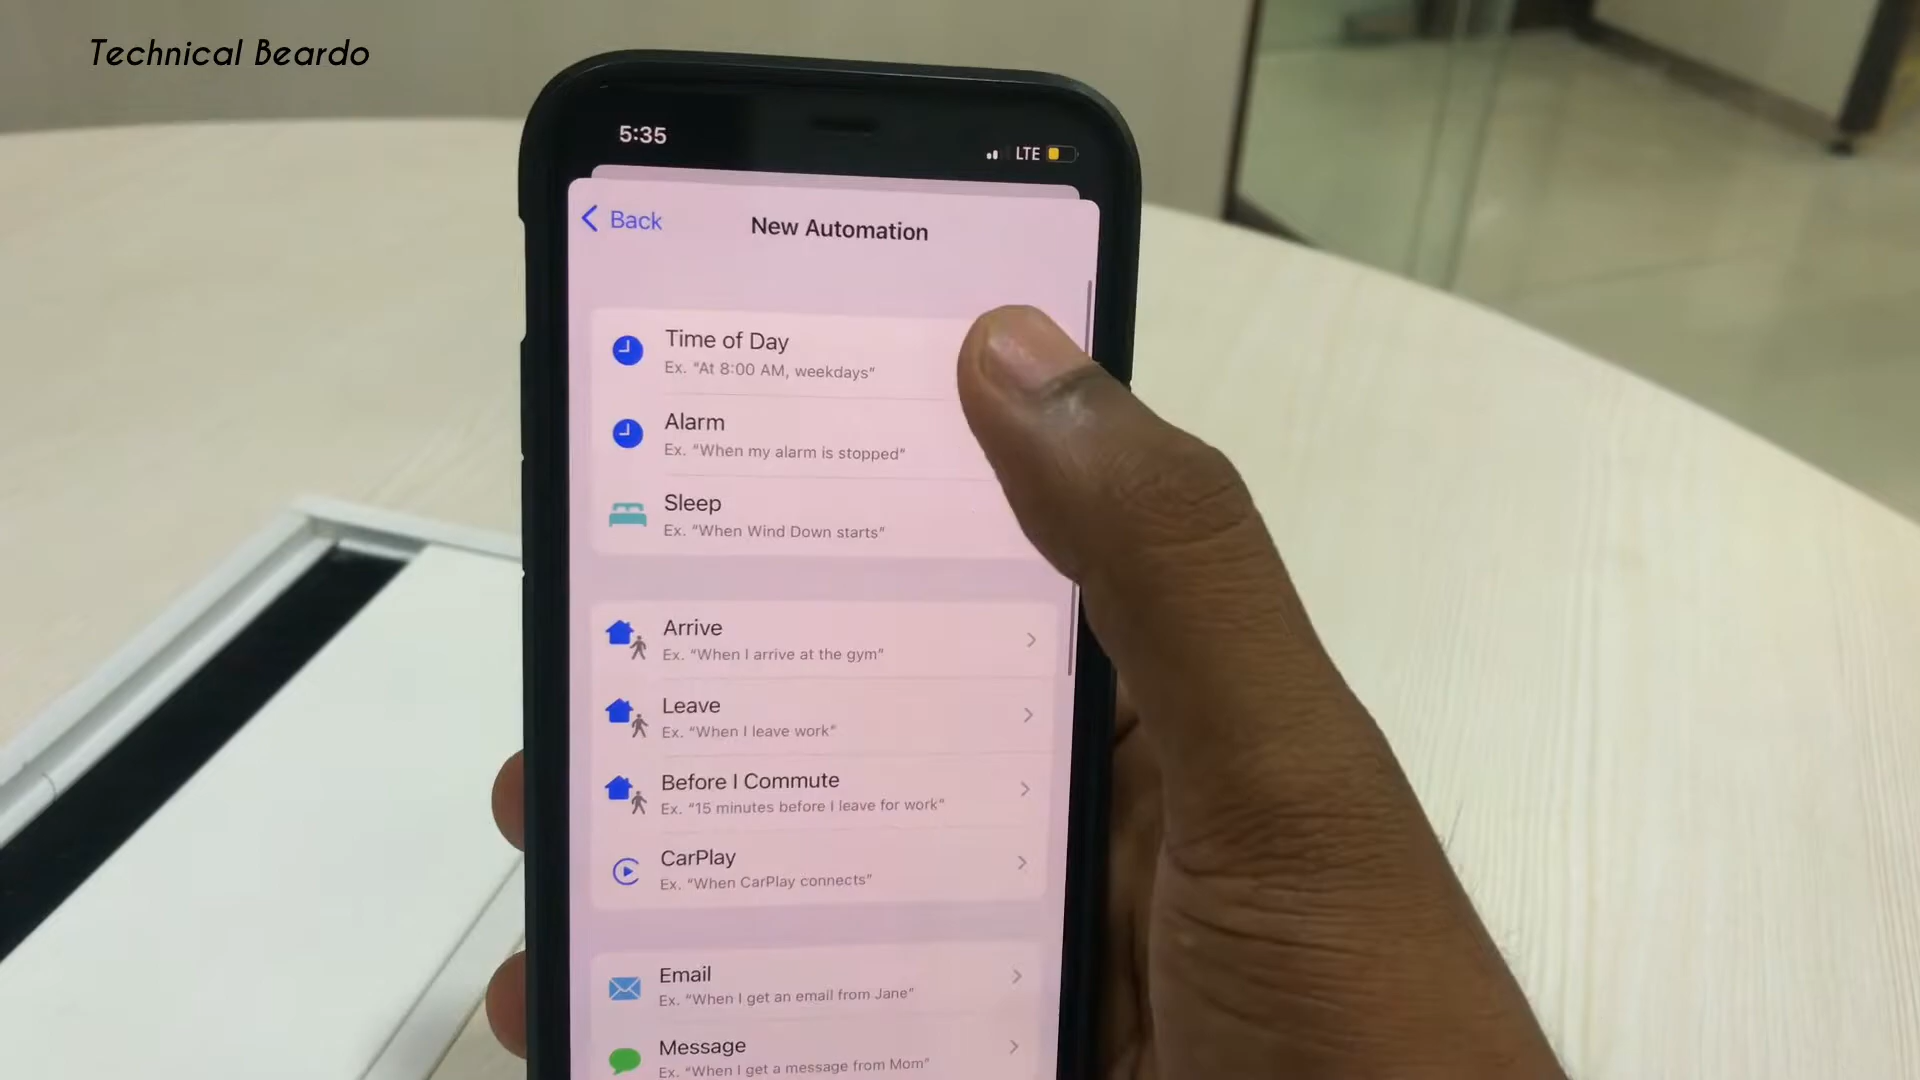 Technical Beardo
5:35
LTE
Back
New Automation
Time of Day
Ex. "At 8:00 AM, weekdays"
Alarm
Ex. "When my alarm is stopped"
Sleep
Ex. "When Wind Down starts"
Arrive
Ex. "When I arrive at the gym"
Leave
Ex. "When I leave work"
Before I Commute
Ex. "15 minutes before I leave for work"
CarPlay
Ex. "When CarPlay connects"
Email
Ex. "When I get an email from Jane"
Message
Ex. "When I get a message from Mom"